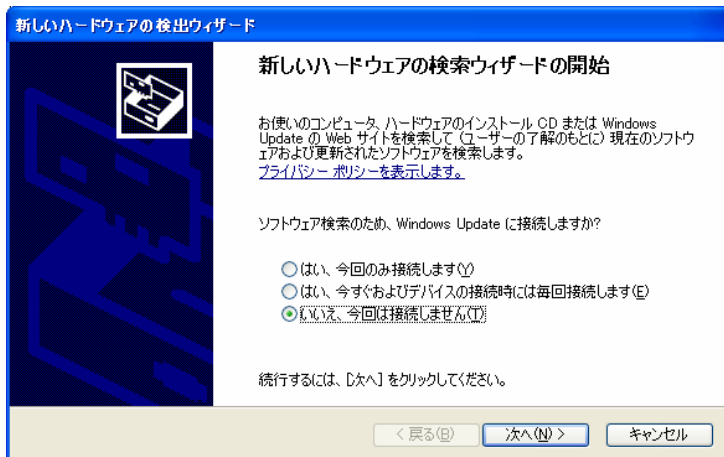 新しいハードウェアの検出ウィザード
新しいハードウェアの検索ウィザードの開始
お使いのコンピュータ、ハードウェアのインストール CD または Windows
Update の Web サイトを検索して (ユーザーの了解のもとに) 現在のソフトウ
ェアおよび更新されたソフトウェアを検索します。
プライバシー ポリシーを表示します。
ソフトウェア検索のため、Windows Update に接続しますか?
はい、今回のみ接続します(Y)
はい、今すぐおよびデバイスの接続時には毎回接続します(E)
いいえ、今回は接続しません(T)
続行するには、[次へ] をクリックしてください。
< 戻る(B)
次へ(N) >
キャンセル